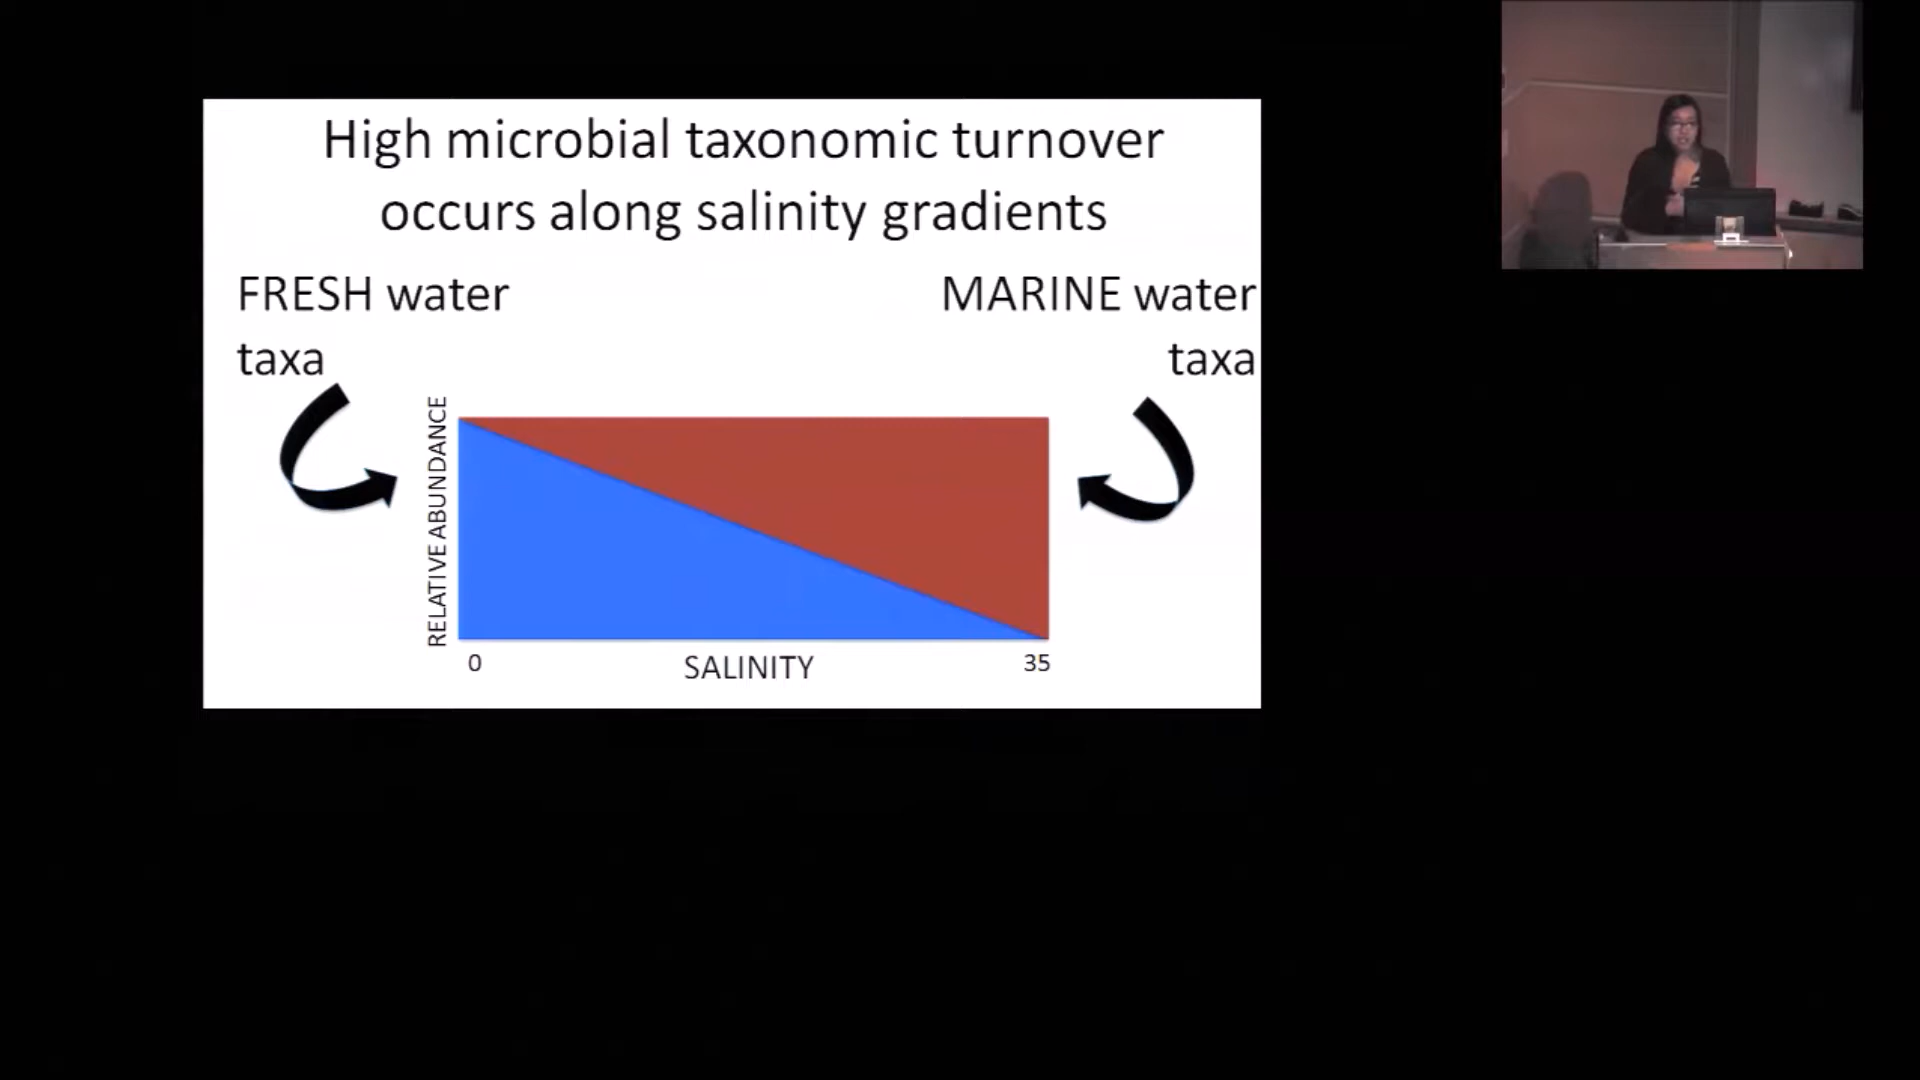 High microbial taxonomic turnover
occurs along salinity gradients
FRESH water
taxa
MARINE water
taxa
RELATIVE ABUNDANCE
0
SALINITY
35